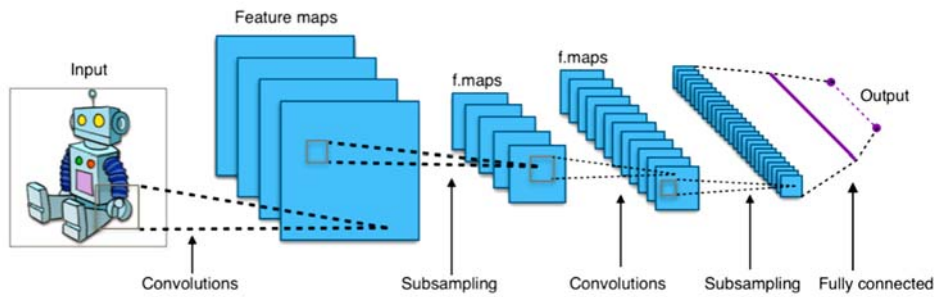 Feature maps
Input
f.maps
f.maps
Output
Convolutions
Subsampling
Convolutions
Subsampling
Fully connected